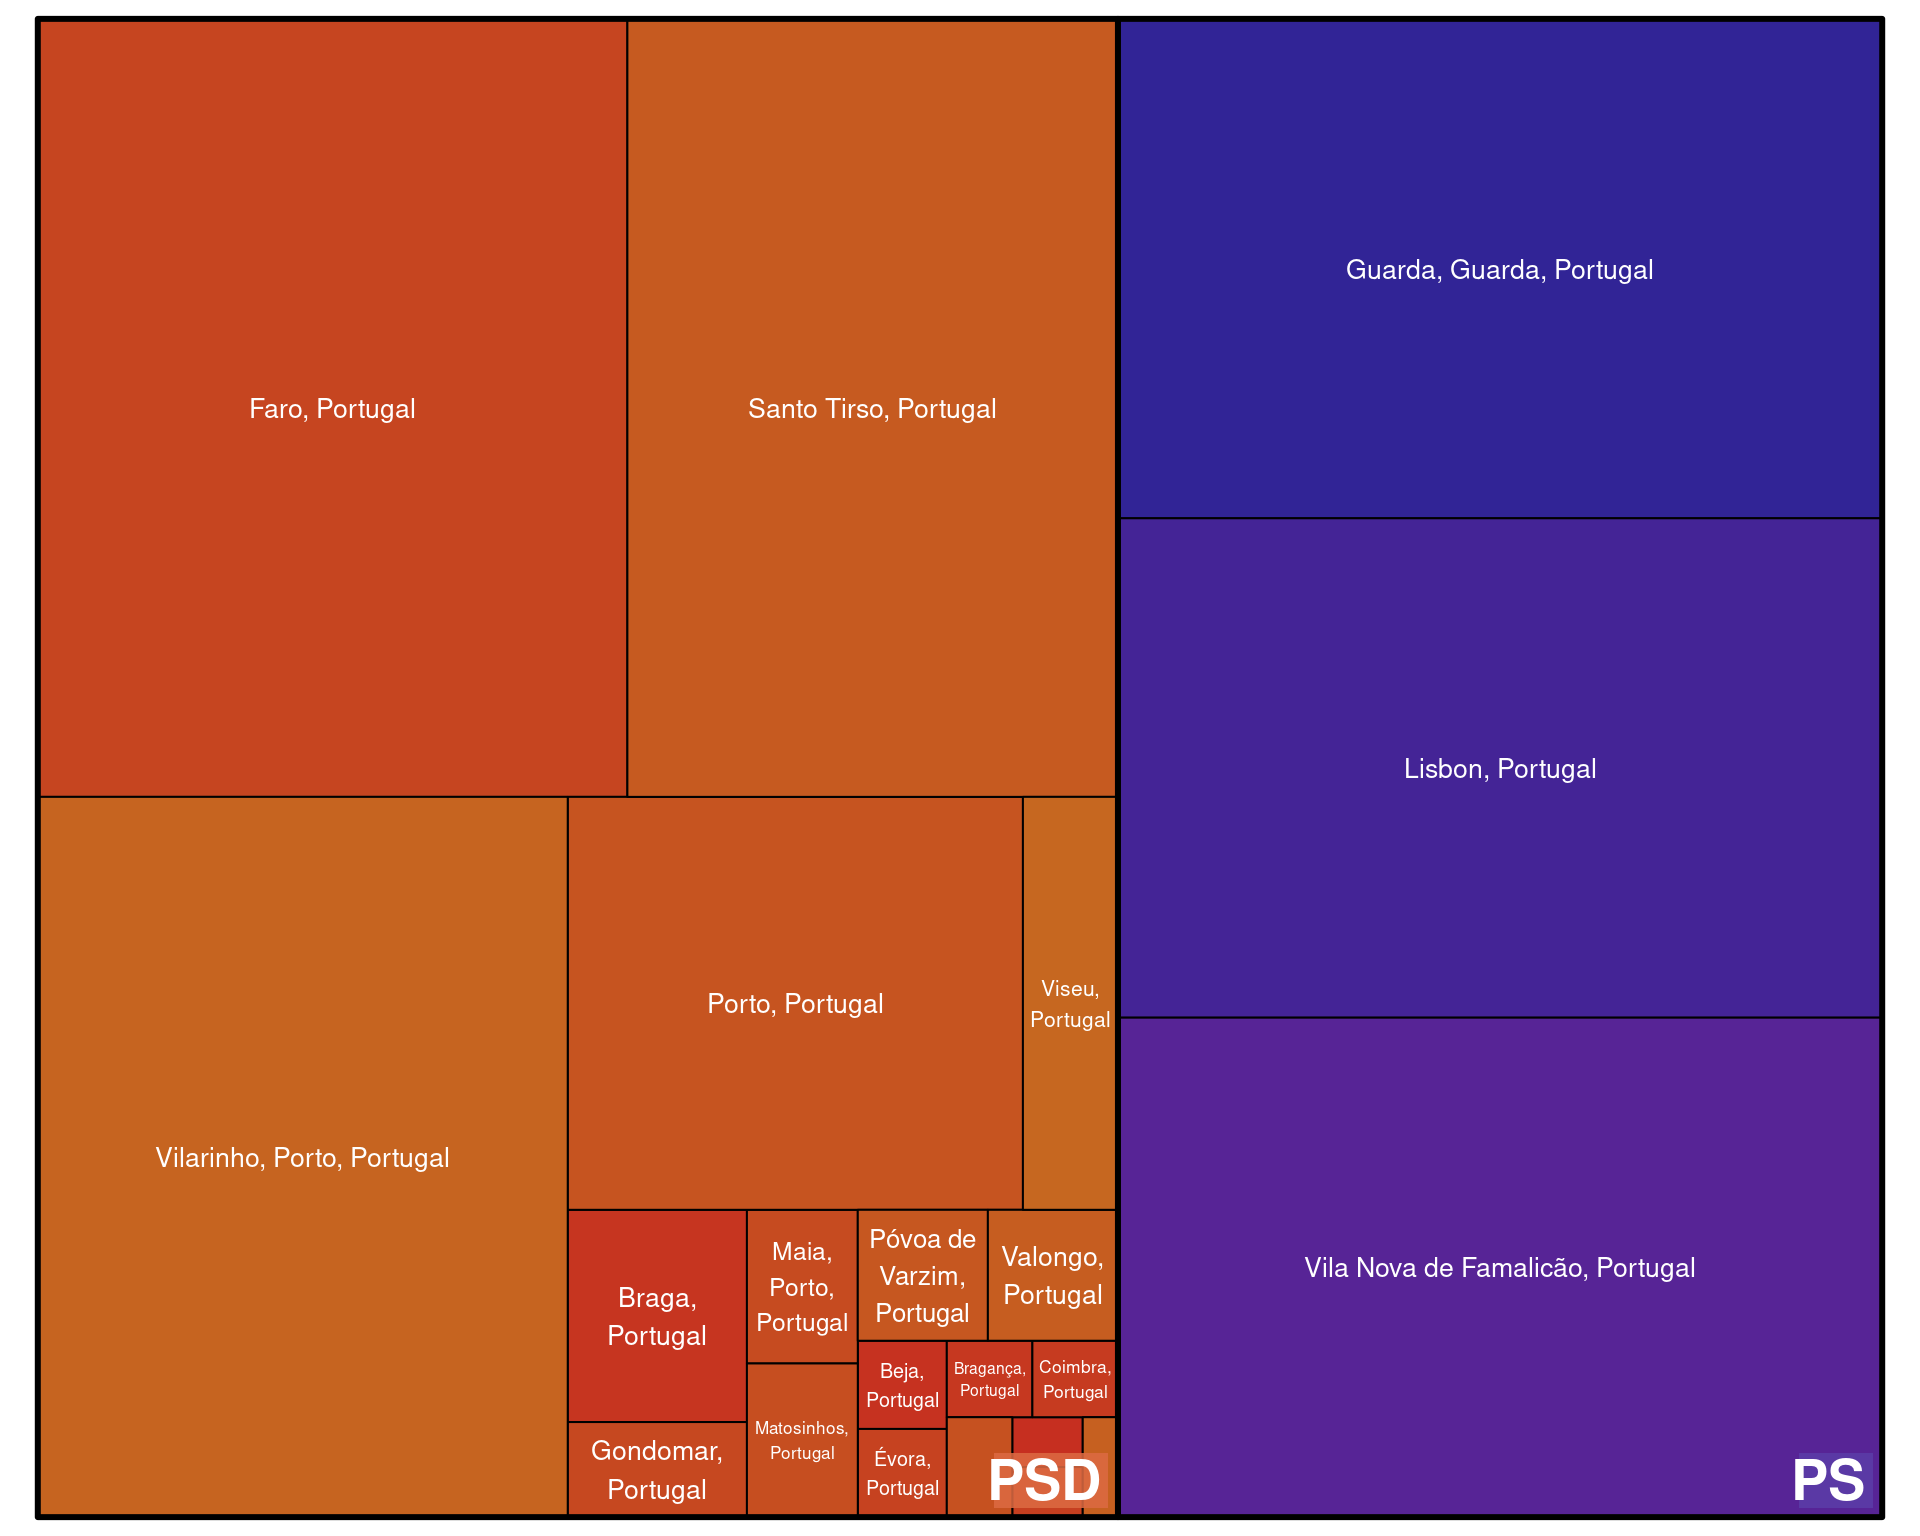 Faro, Portugal
Santo Tirso, Portugal
Guarda, Guarda, Portugal
Lisbon, Portugal
Vilarinho, Porto, Portugal
Porto, Portugal
Viseu,
Portugal
Vila Nova de Famalicão, Portugal
Braga,
Portugal
Maia,
Porto,
Portugal
Póvoa de
Varzim,
Portugal
Valongo,
Portugal
Gondomar,
Portugal
Matosinhos,
Portugal
Beja,
Portugal
Bragança,
Portugal
Coimbra,
Portugal
Évora,
Portugal
PSD
PS